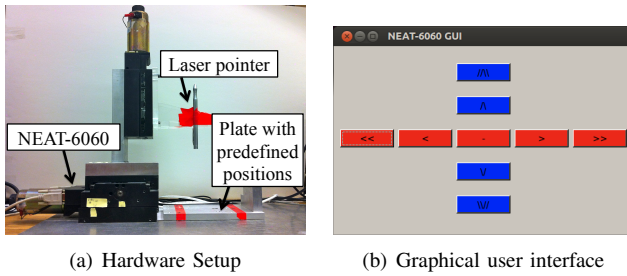 Laser pointer
NEAT-6060
Plate with
predefined
positions
(a) Hardware Setup
NEAT-6060 GUI
//\\
/\
<<
<
-
>
>>
\/
\\//
(b) Graphical user interface